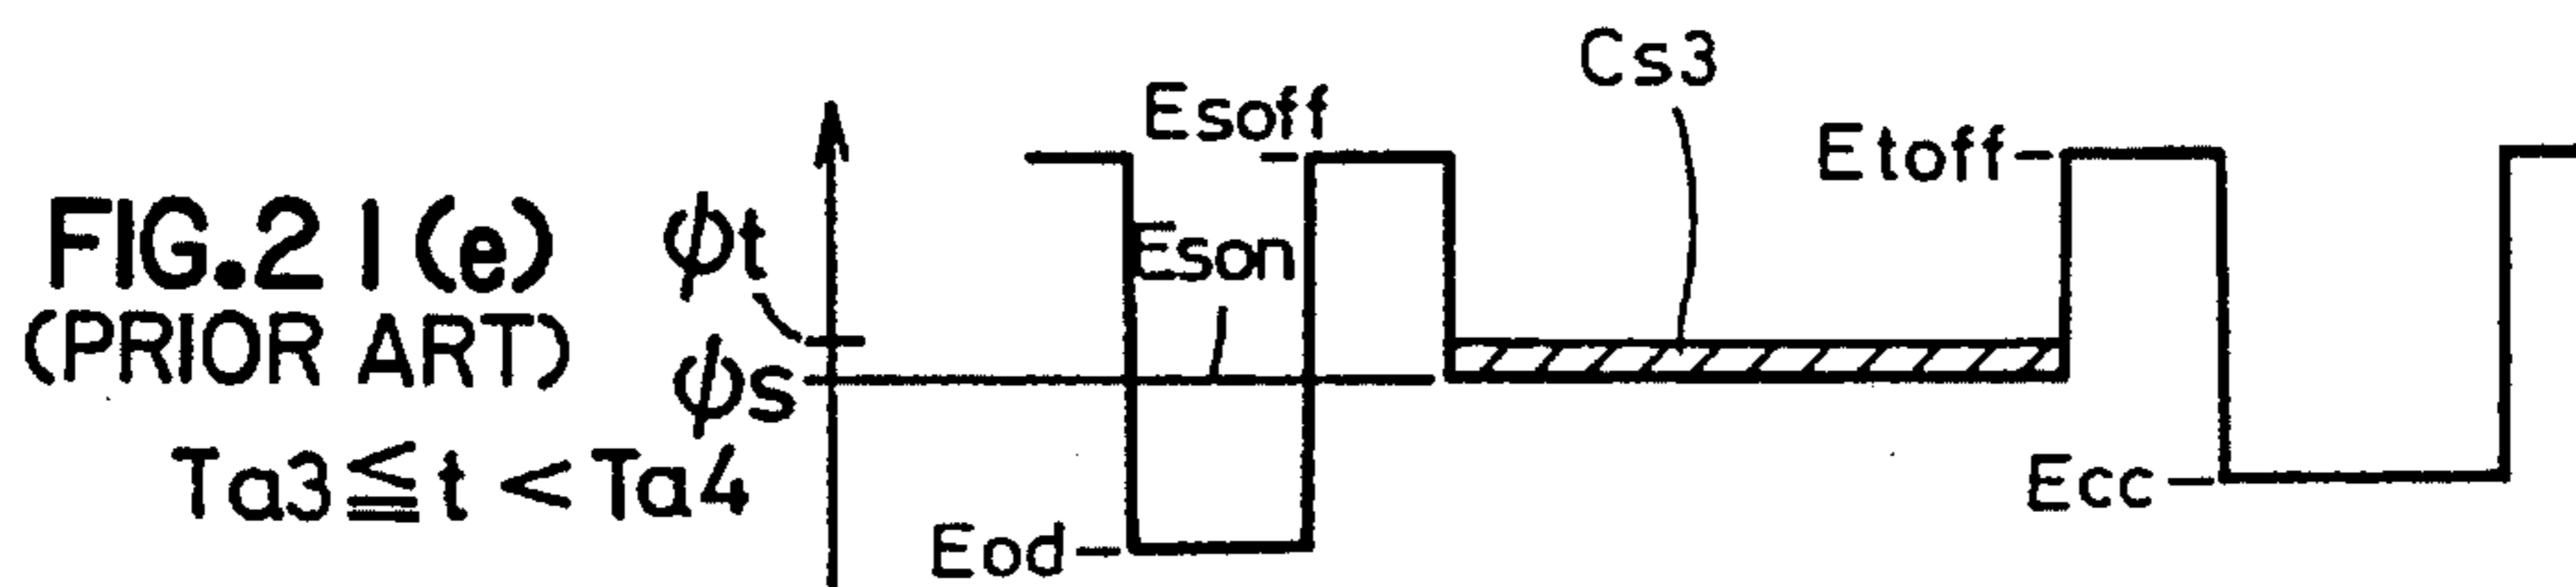 FIG.21(e)
(PRIOR ART)
Ta3≦t<Ta4
ϕt
ϕs
Esoff
Eson
Eod
Cs3
Etoff
Ecc